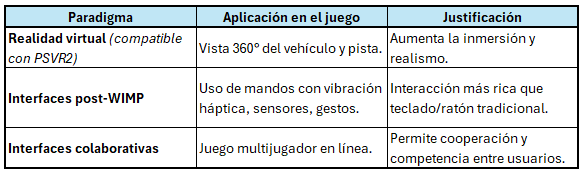 Paradigma Aplicación en el juego Justificación
Realidad virtual (compatible
con PSVR2)
Vista 360° del vehículo y pista.
Aumenta la inmersión y
realismo.
Interfaces post-WIMP
Uso de mandos con vibración
háptica, sensores, gestos.
Interacción más rica que
teclado/ratón tradicional.
Interfaces colaborativas
Juego multijugador en línea.
Permite cooperación y
competencia entre usuarios.